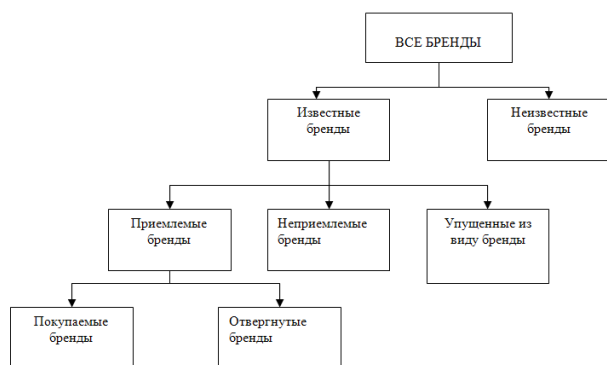 ВСЕ БРЕНДЫ
Известные
бренды
Неизвестные
бренды
Приемлемые
бренды
Неприемлемые
бренды
Упущенные из
виду бренды
Покупаемые
бренды
Отвергнутые
бренды